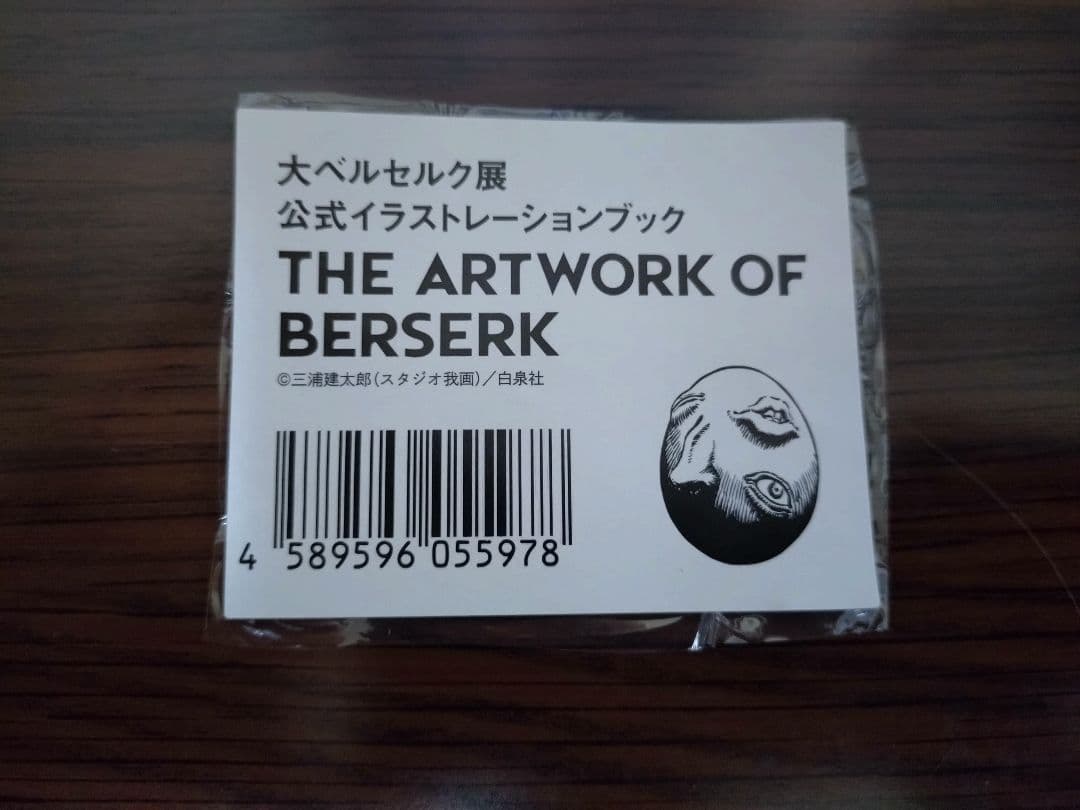 大ベルセルク展
公式イラストレーションブック
THE ARTWORK OF
BERSERK
©三浦建太郎(スタジオ我画)／白泉社
4 589596 055978